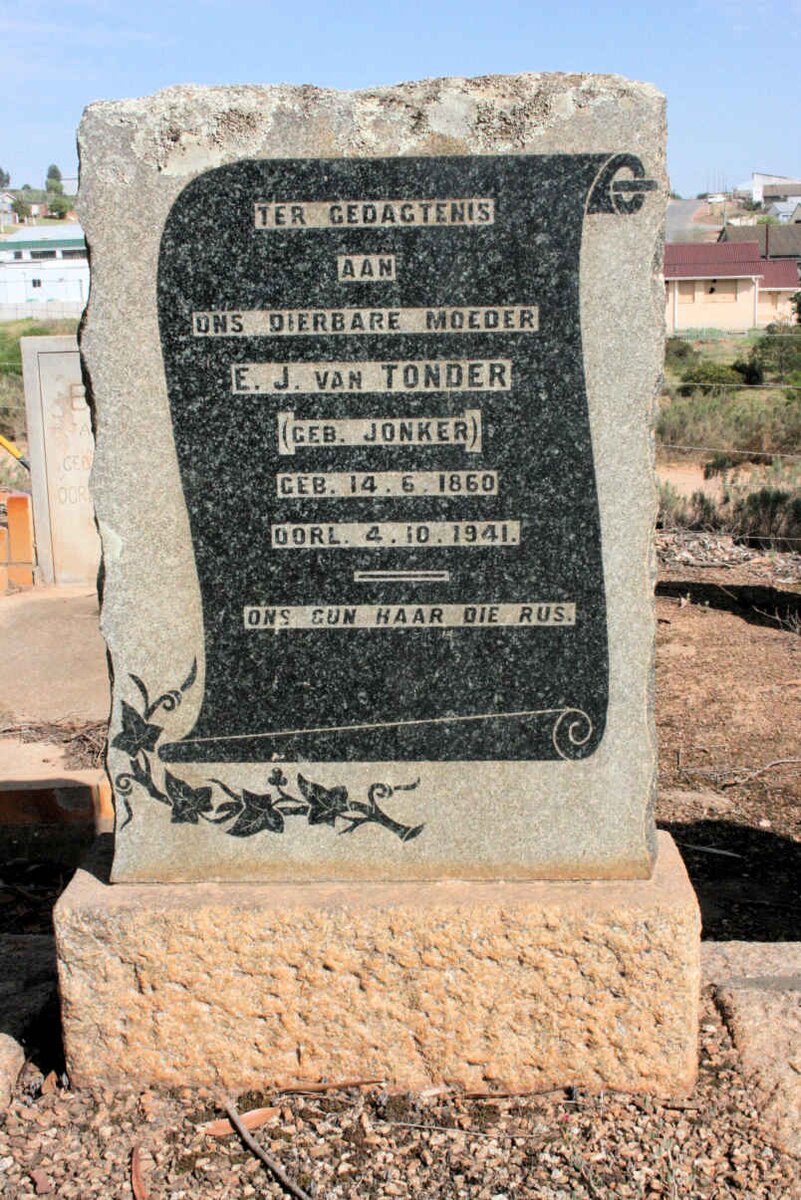 TER GEDAGTENIS
AAN
ONS DIERBARE MOEDER
E. J. VAN TONDER
(GEB. JONKER)
GEB. 14.6.1860
OORL. 4.10.1941.
ONS GUN HAAR DIE RUS.